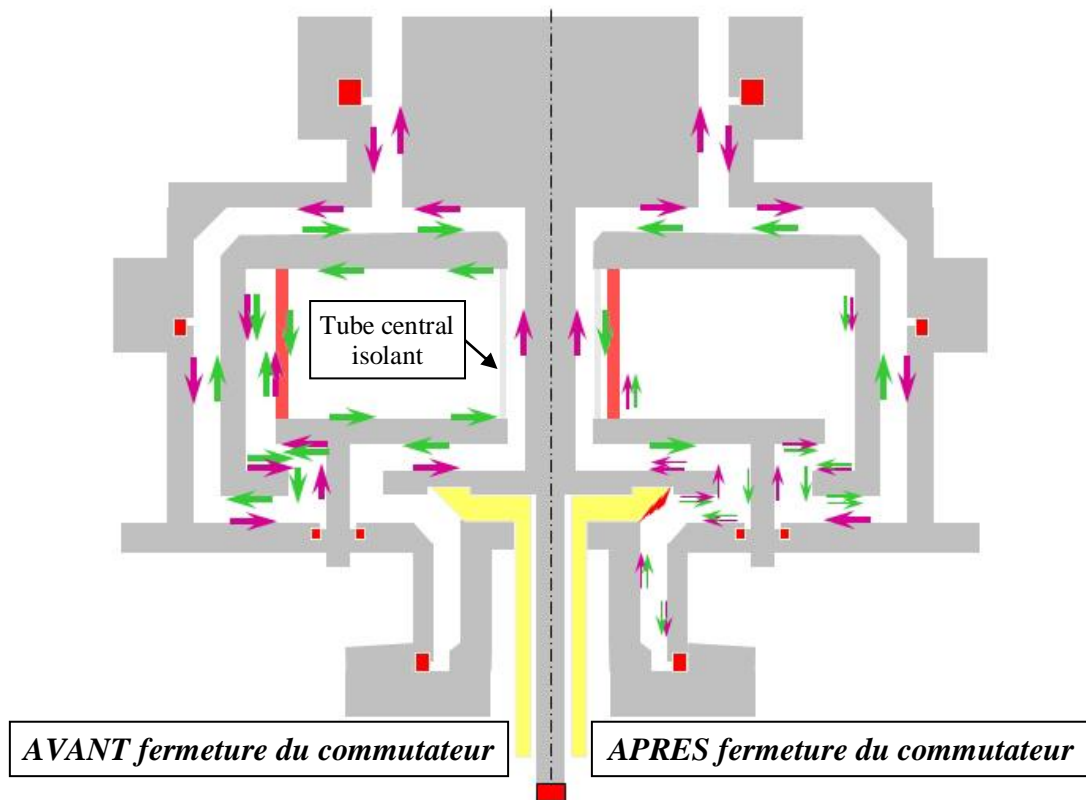 Tube central
isolant
AVANT fermeture du commutateur
APRES fermeture du commutateur